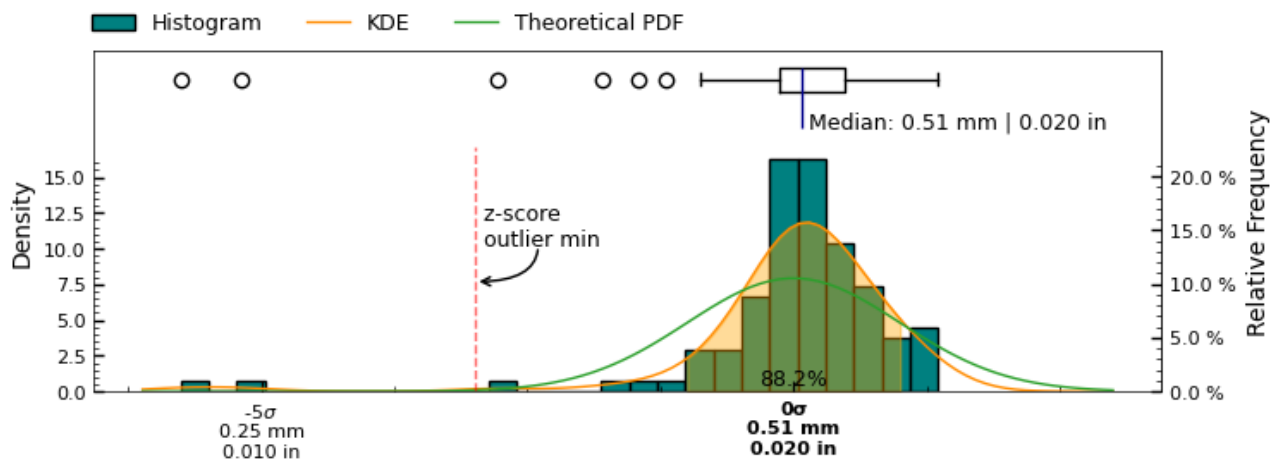 Histogram KDE Theoretical PDF
Median: 0.51 mm | 0.020 in
Density
15.0
12.5
10.0
7.5
5.0
2.5
0.0
z-score
outlier min
88.2%
20.0 %
15.0 %
10.0 %
5.0 %
0.0 %
Relative Frequency
-5σ
0.25 mm
0.010 in
0σ
0.51 mm
0.020 in